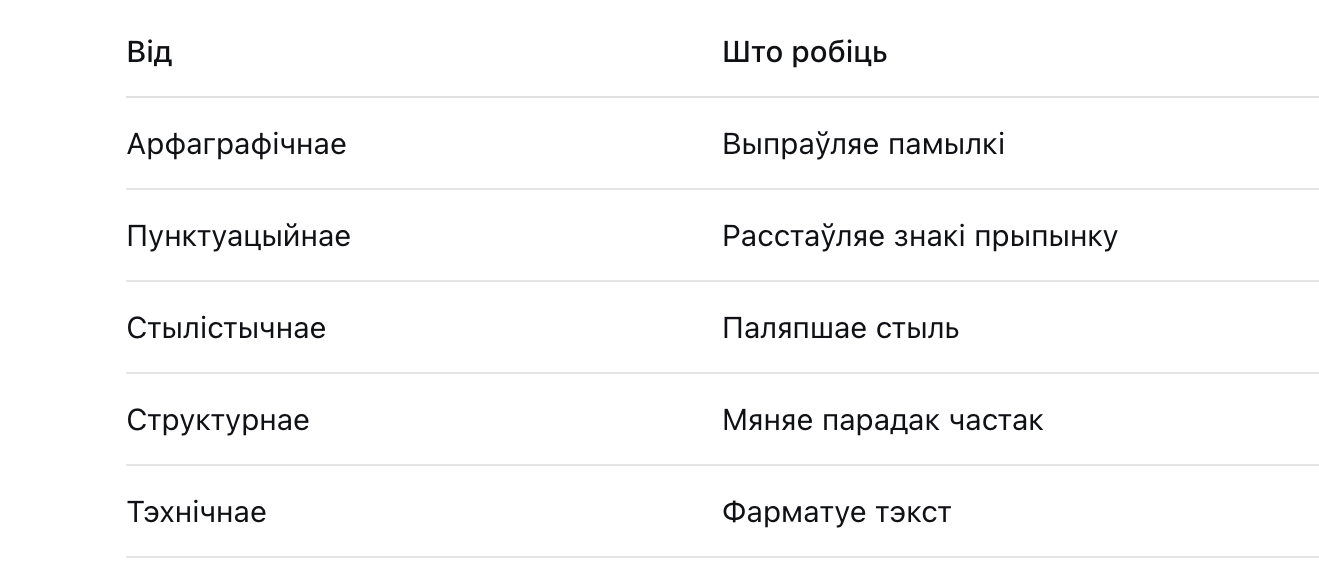 Від Што робіць
Арфаграфічнае Выпраўляе памылкі
Пунктуацыйнае Расстаўляе знакі прыпынку
Стылістычнае Паляпшае стыль
Структурнае Мяняе парадак частак
Тэхнічнае Фарматуе тэкст